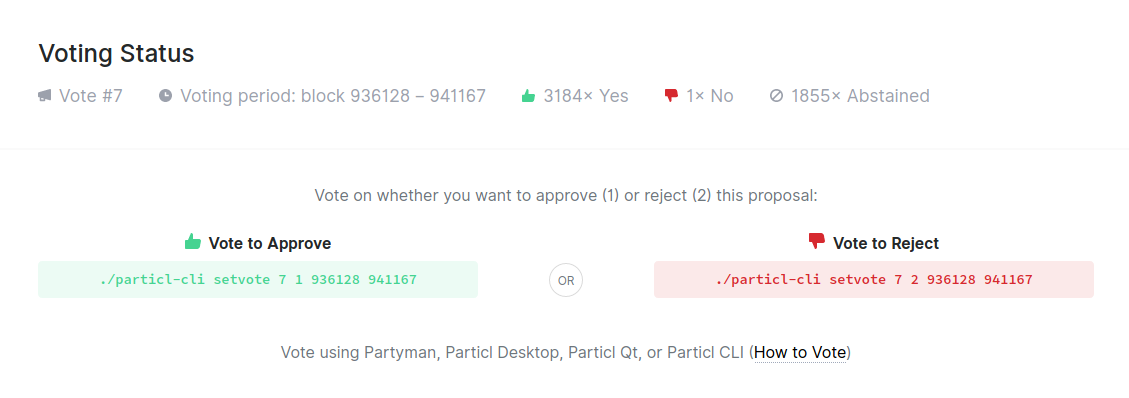 Voting Status
Vote #7 Voting period: block 936128 – 941167 3184× Yes 1× No 1855× Abstained
Vote on whether you want to approve (1) or reject (2) this proposal:
Vote to Approve
./particl-cli setvote 7 1 936128 941167
OR
Vote to Reject
./particl-cli setvote 7 2 936128 941167
Vote using Partyman, Particl Desktop, Particl Qt, or Particl CLI (How to Vote)